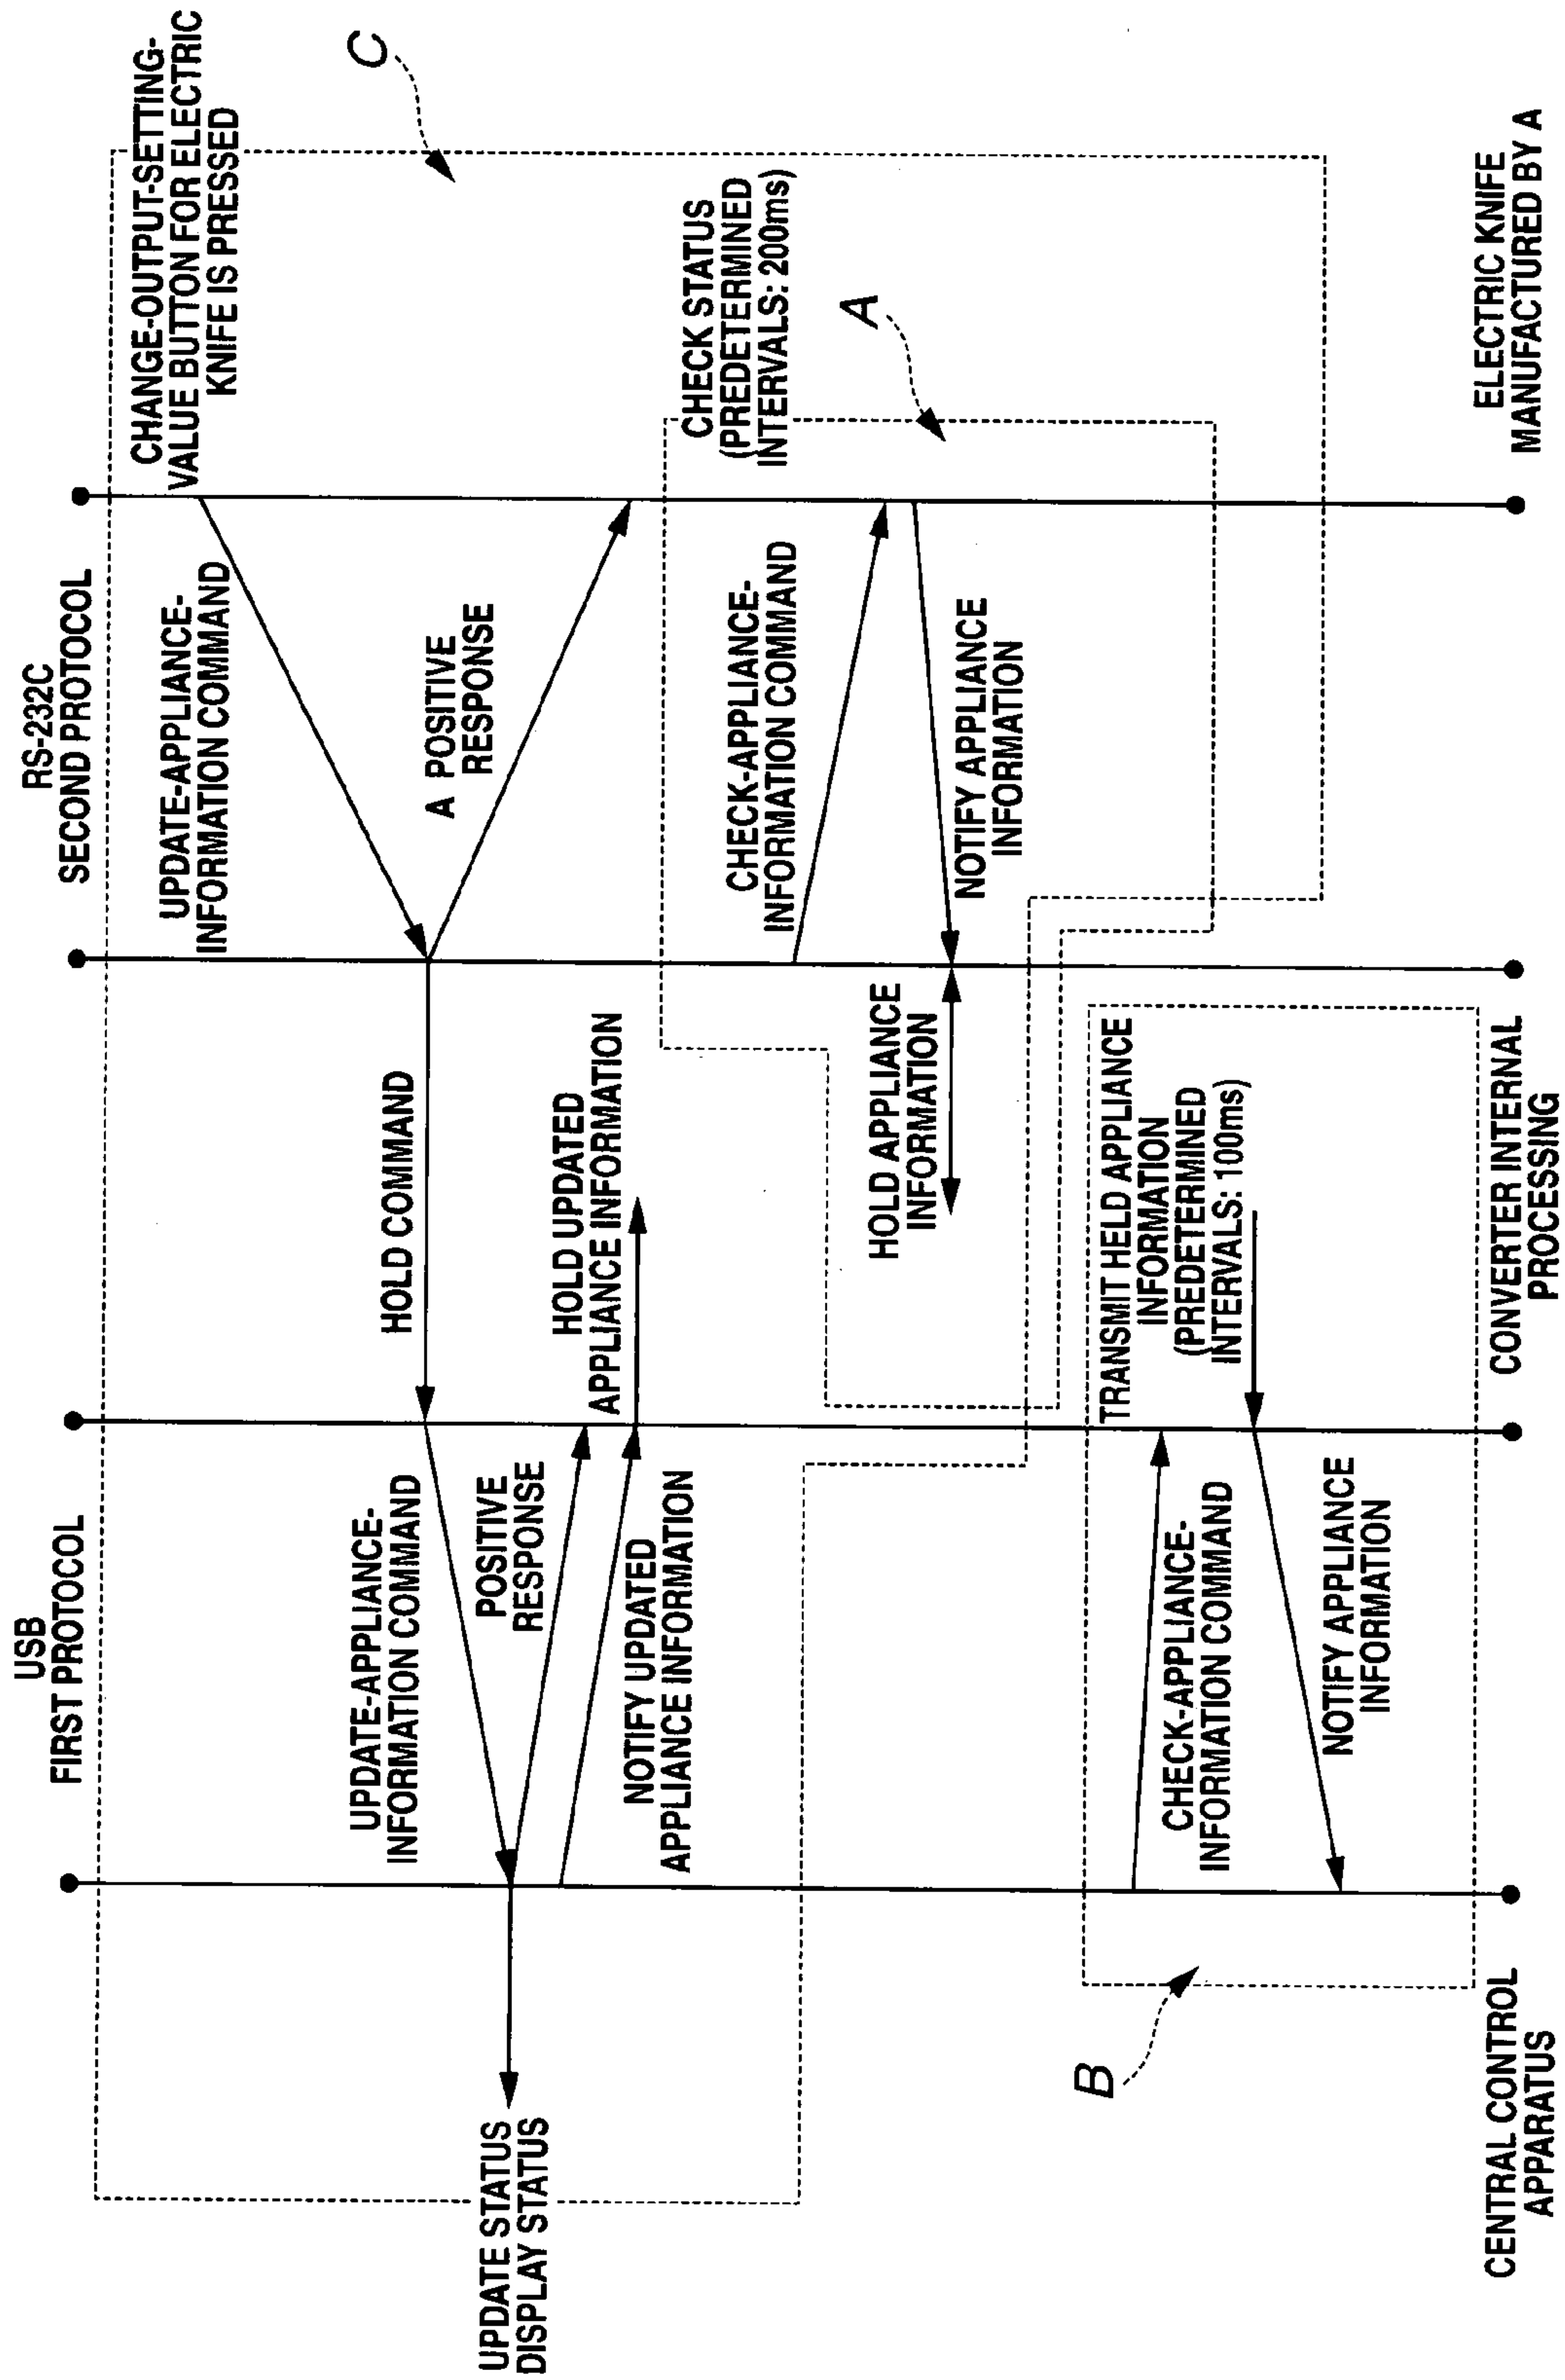 USB
FIRST PROTOCOL
RS-232C
SECOND PROTOCOL
CHANGE-OUTPUT-SETTING-
VALUE BUTTON FOR ELECTRIC
KNIFE IS PRESSED
C
UPDATE-APPLIANCE-
INFORMATION COMMAND
HOLD COMMAND
UPDATE-APPLIANCE-
INFORMATION COMMAND
A POSITIVE
RESPONSE
UPDATE STATUS
DISPLAY STATUS
POSITIVE
RESPONSE
HOLD UPDATED
APPLIANCE INFORMATION
NOTIFY UPDATED
APPLIANCE INFORMATION
CHECK STATUS
(PREDETERMINED
INTERVALS: 200ms)
A
CHECK-APPLIANCE-
INFORMATION COMMAND
HOLD APPLIANCE
INFORMATION
NOTIFY APPLIANCE
INFORMATION
B
TRANSMIT HELD APPLIANCE
INFORMATION
(PREDETERMINED
INTERVALS: 100ms)
CHECK-APPLIANCE-
INFORMATION COMMAND
NOTIFY APPLIANCE
INFORMATION
CENTRAL CONTROL
APPARATUS
CONVERTER INTERNAL
PROCESSING
ELECTRIC KNIFE
MANUFACTURED BY A